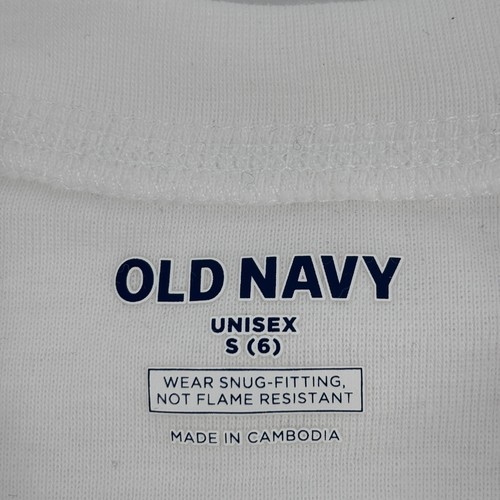 OLD NAVY
UNISEX
S (6)
WEAR SNUG-FITTING,
NOT FLAME RESISTANT
MADE IN CAMBODIA